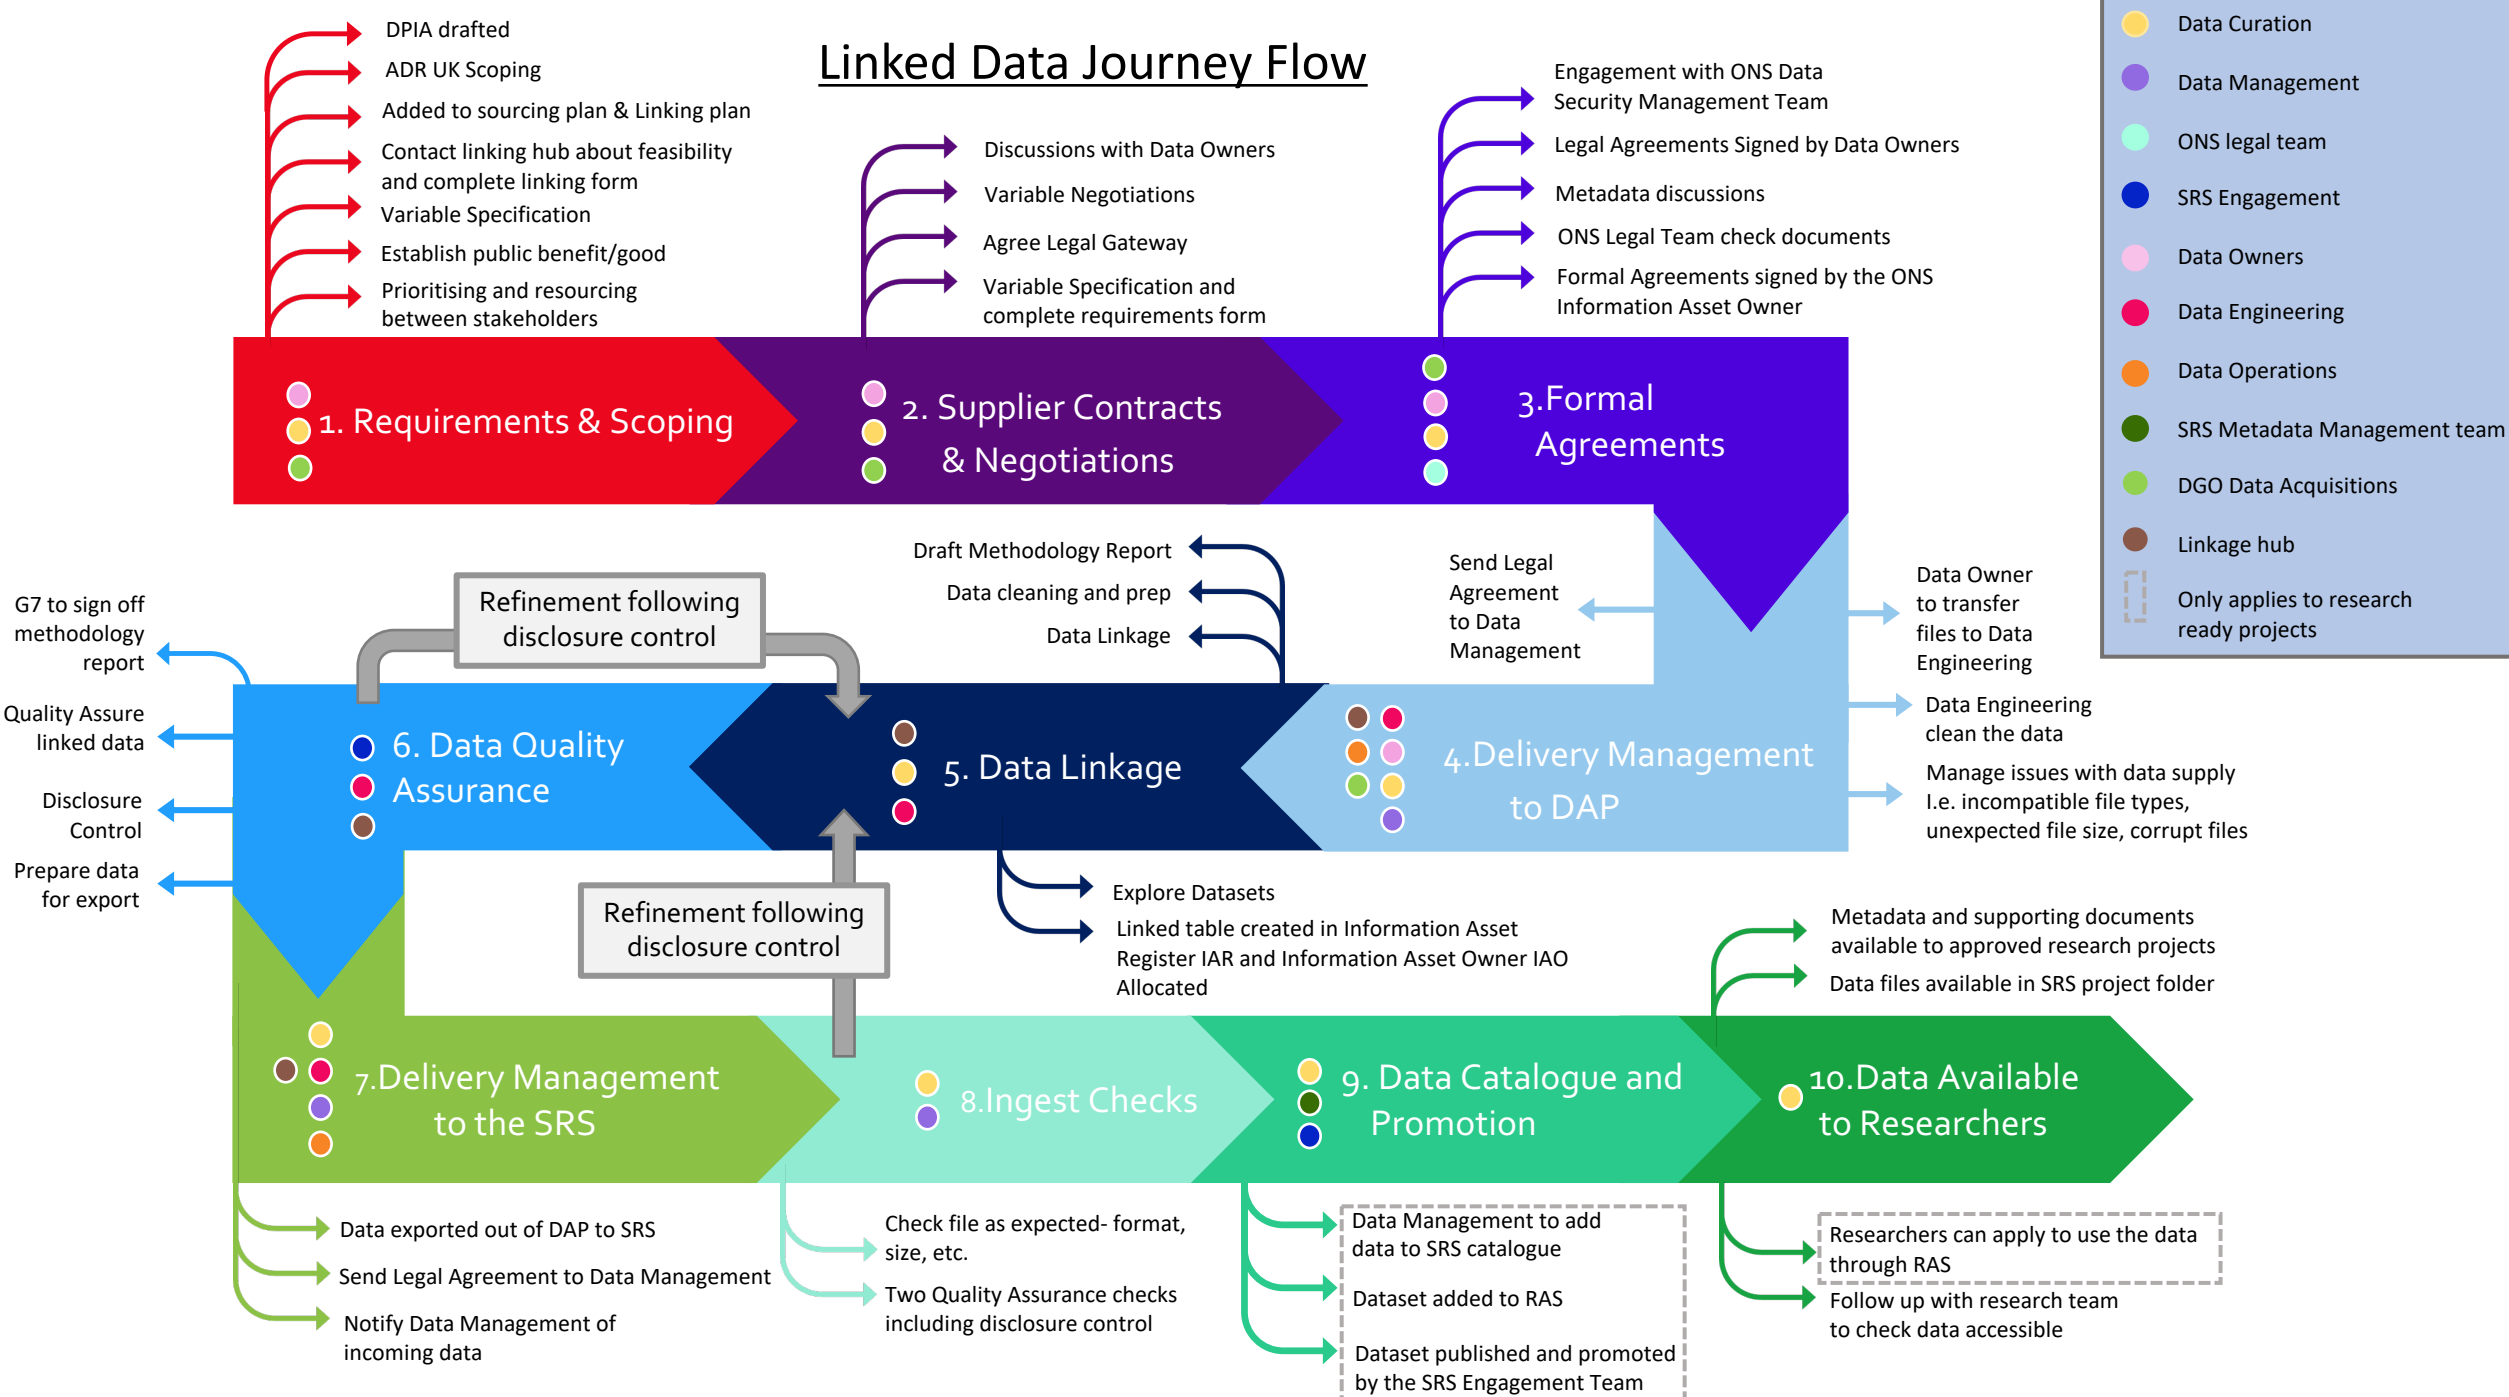 Linked Data Journey Flow
DPIA drafted
ADR UK Scoping
Added to sourcing plan & Linking plan
Contact linking hub about feasibility
and complete linking form
Variable Specification
Establish public benefit/good
Prioritising and resourcing
between stakeholders
Discussions with Data Owners
Variable Negotiations
Agree Legal Gateway
Variable Specification and
complete requirements form
Engagement with ONS Data
Security Management Team
Legal Agreements Signed by Data Owners
Metadata discussions
ONS Legal Team check documents
Formal Agreements signed by the ONS
Information Asset Owner
Data Curation
Data Management
ONS legal team
SRS Engagement
Data Owners
Data Engineering
Data Operations
SRS Metadata Management team
DGO Data Acquisitions
Linkage hub
Only applies to research
ready projects
1. Requirements & Scoping
2. Supplier Contracts
& Negotiations
3.Formal
Agreements
Send Legal
Agreement
to Data
Management
Data Owner
to transfer
files to Data
Engineering
Data Engineering
clean the data
Manage issues with data supply
I.e. incompatible file types,
unexpected file size, corrupt files
4.Delivery Management
to DAP
Draft Methodology Report
Data cleaning and prep
Data Linkage
5. Data Linkage
Explore Datasets
Linked table created in Information Asset
Register IAR and Information Asset Owner IAO
Allocated
Refinement following
disclosure control
Refinement following
disclosure control
G7 to sign off
methodology
report
Quality Assure
linked data
Disclosure
Control
Prepare data
for export
6. Data Quality
Assurance
7.Delivery Management
to the SRS
Data exported out of DAP to SRS
Send Legal Agreement to Data Management
Notify Data Management of
incoming data
8.Ingest Checks
Check file as expected- format,
size, etc.
Two Quality Assurance checks
including disclosure control
9. Data Catalogue and
Promotion
Data Management to add
data to SRS catalogue
Dataset added to RAS
Dataset published and promoted
by the SRS Engagement Team
Metadata and supporting documents
available to approved research projects
Data files available in SRS project folder
10.Data Available
to Researchers
Researchers can apply to use the data
through RAS
Follow up with research team
to check data accessible